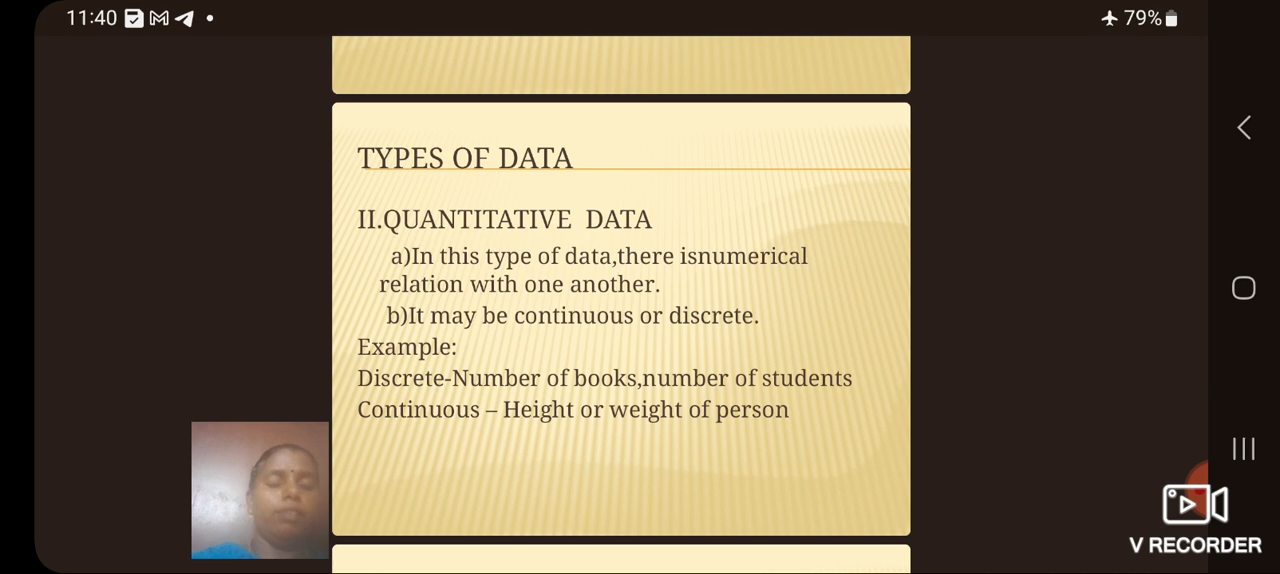 11:40
79%
TYPES OF DATA
II.QUANTITATIVE  DATA
a)In this type of data,there isnumerical
relation with one another.
b)It may be continuous or discrete.
Example:
Discrete-Number of books,number of students
Continuous – Height or weight of person
V RECORDER